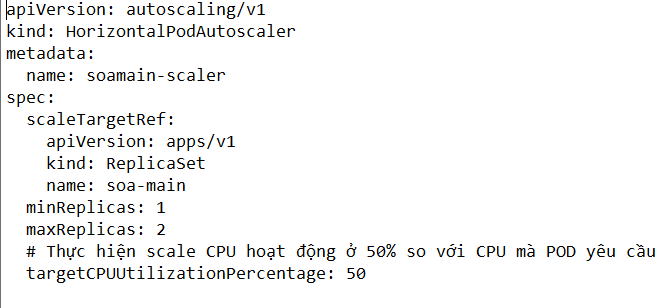 apiVersion: autoscaling/v1
kind: HorizontalPodAutoscaler
metadata:
  name: soamain-scaler
spec:
  scaleTargetRef:
    apiVersion: apps/v1
    kind: ReplicaSet
    name: soa-main
  minReplicas: 1
  maxReplicas: 2
  # Thực hiện scale CPU hoạt động ở 50% so với CPU mà POD yêu cầu
  targetCPUUtilizationPercentage: 50